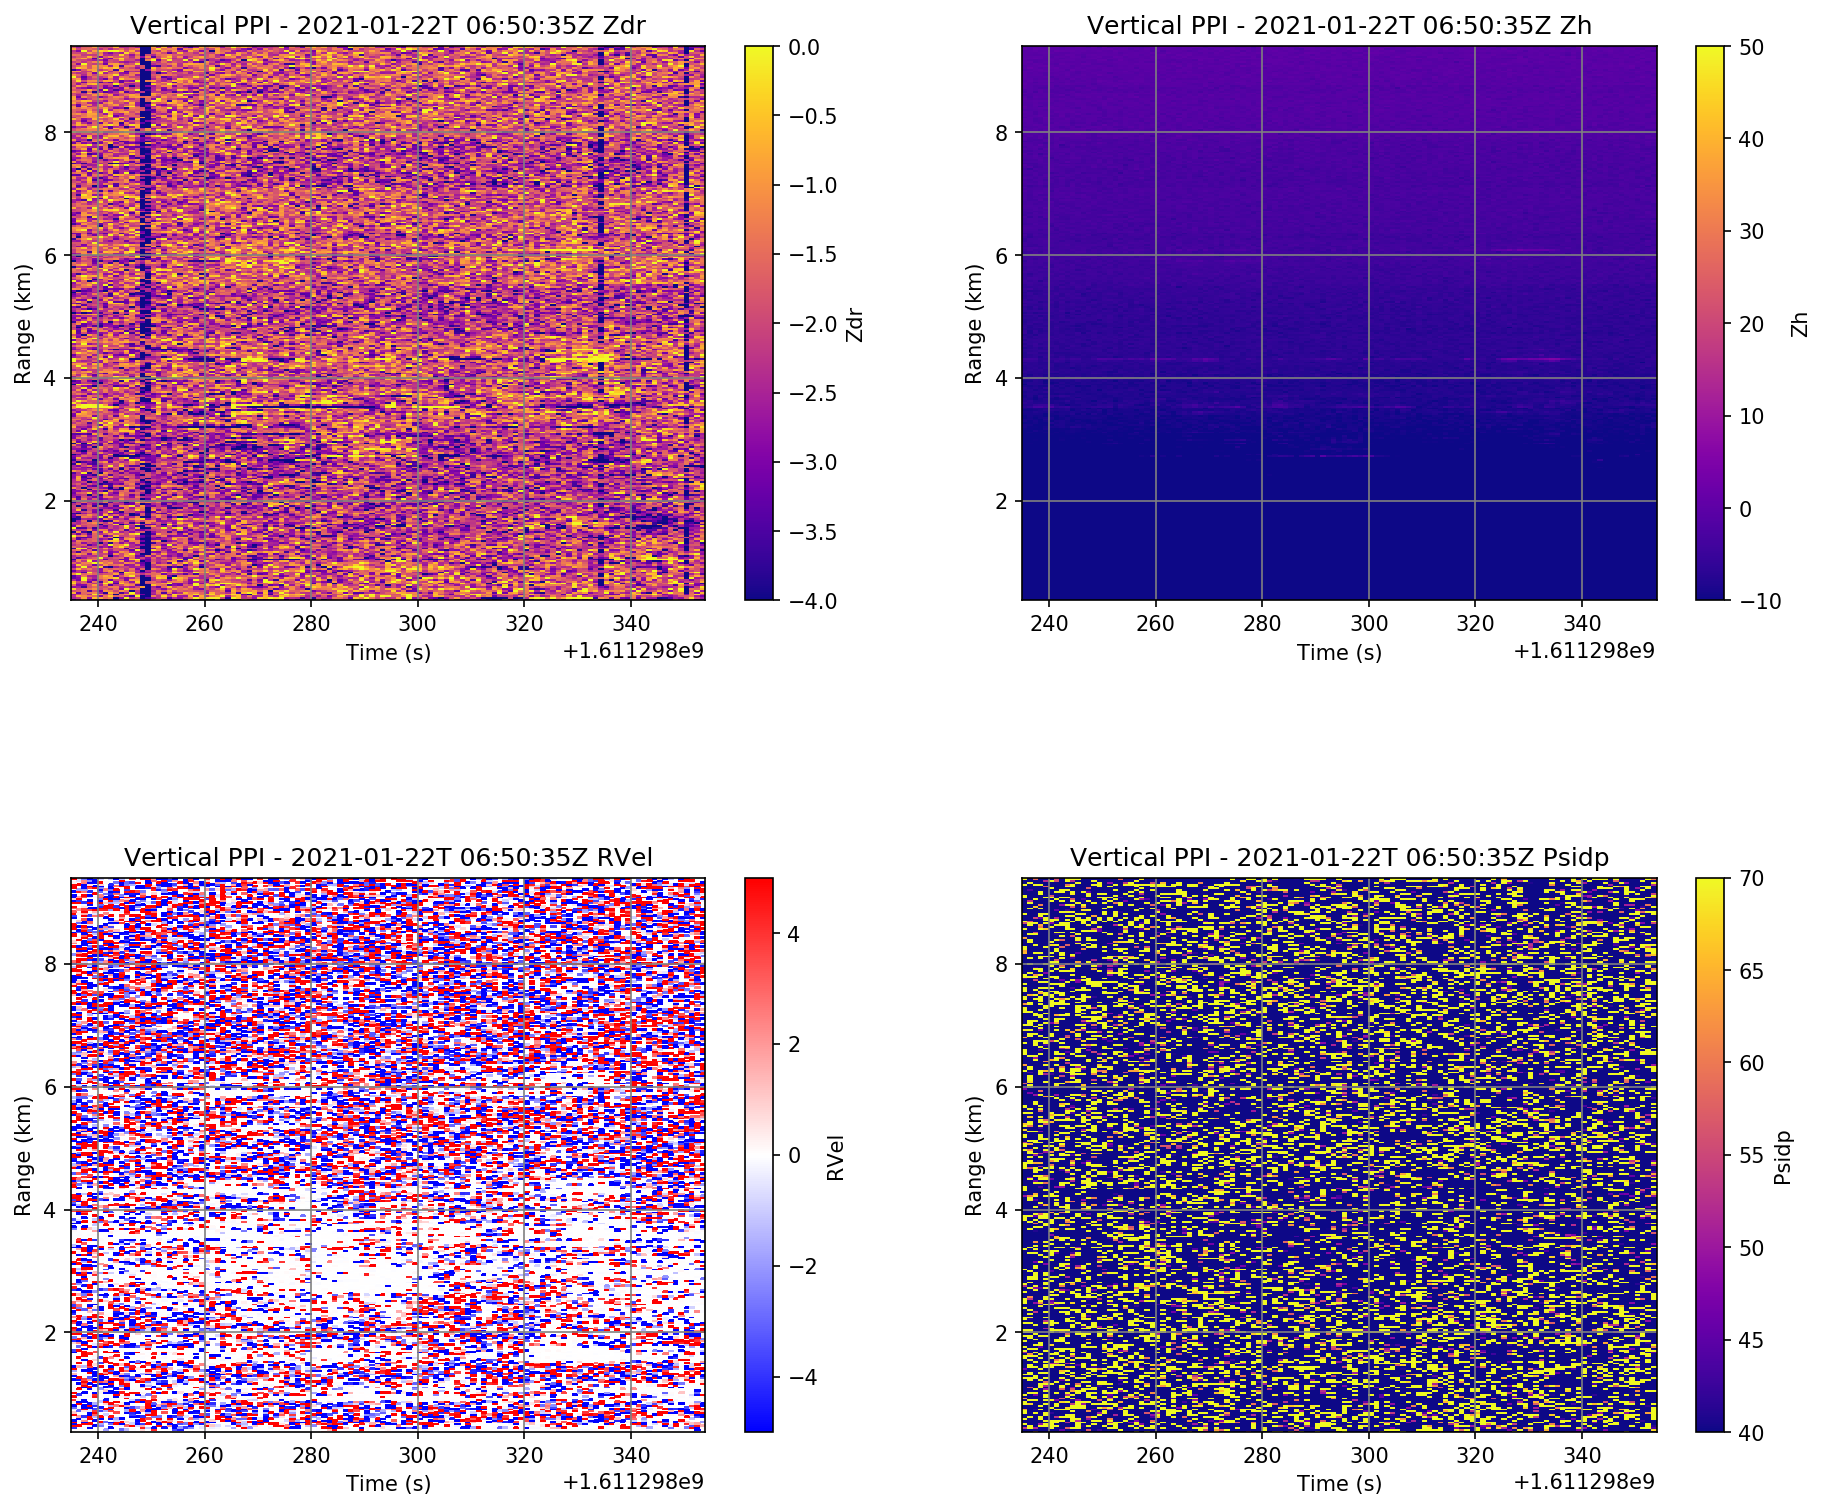 Vertical PPI - 2021-01-22T 06:50:35Z Zdr
Range (km)
8
6
4
2
240 260 280 300 320 340
Time (s)
+1.611298e9
0.0
−0.5
−1.0
−1.5
−2.0
−2.5
−3.0
−3.5
−4.0
Zdr
Vertical PPI - 2021-01-22T 06:50:35Z Zh
Range (km)
8
6
4
2
240 260 280 300 320 340
Time (s)
+1.611298e9
50
40
30
20
10
0
−10
Zh
Vertical PPI - 2021-01-22T 06:50:35Z RVel
Range (km)
8
6
4
2
240 260 280 300 320 340
Time (s)
+1.611298e9
4
2
0
−2
−4
RVel
Vertical PPI - 2021-01-22T 06:50:35Z Psidp
Range (km)
8
6
4
2
240 260 280 300 320 340
Time (s)
+1.611298e9
70
65
60
55
50
45
40
Psidp